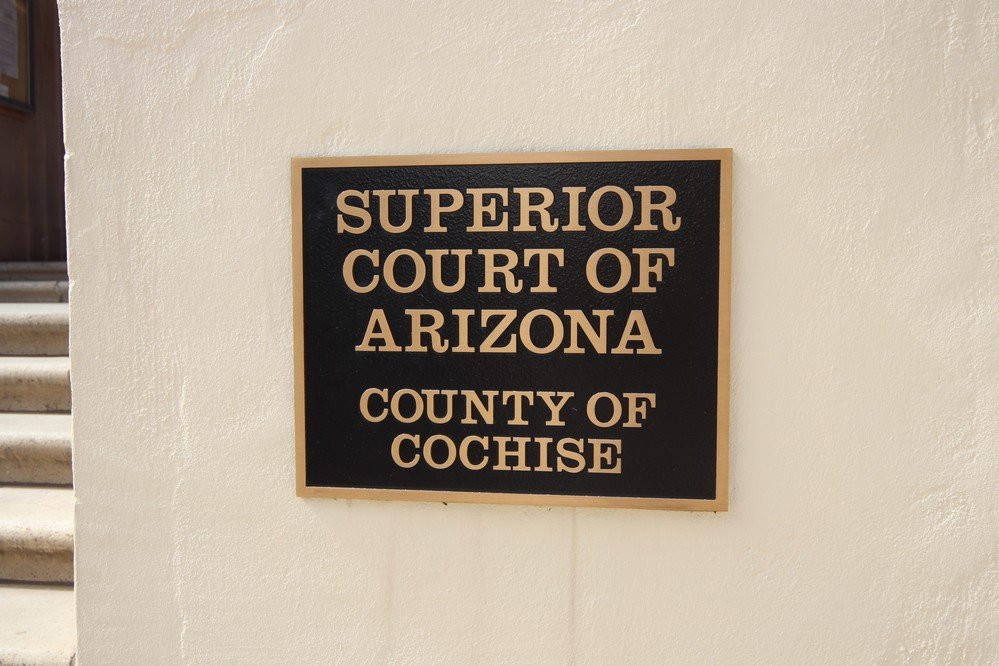 SUPERIOR
COURT OF
ARIZONA
COUNTY OF
COCHISE